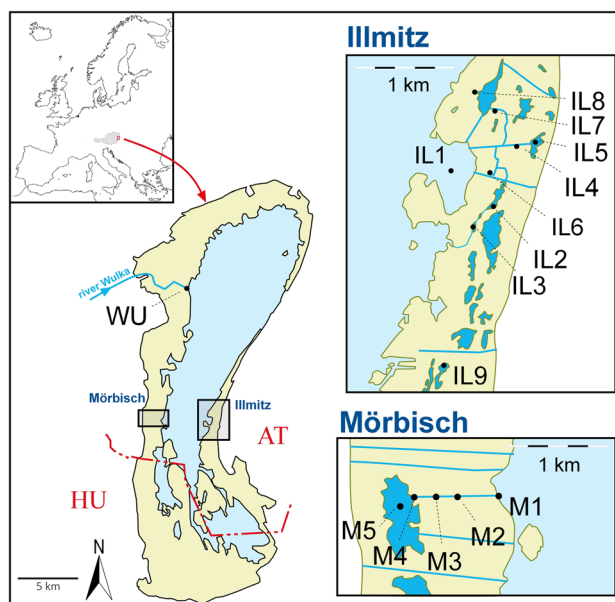 Illmitz
1 km
IL8
IL7
IL5
IL1
IL4
IL6
IL2
IL3
IL9
river Wulka
WU
Mörbisch
Illmitz
AT
HU
N
5 km
Mörbisch
1 km
M1
M5
M2
M4
M3